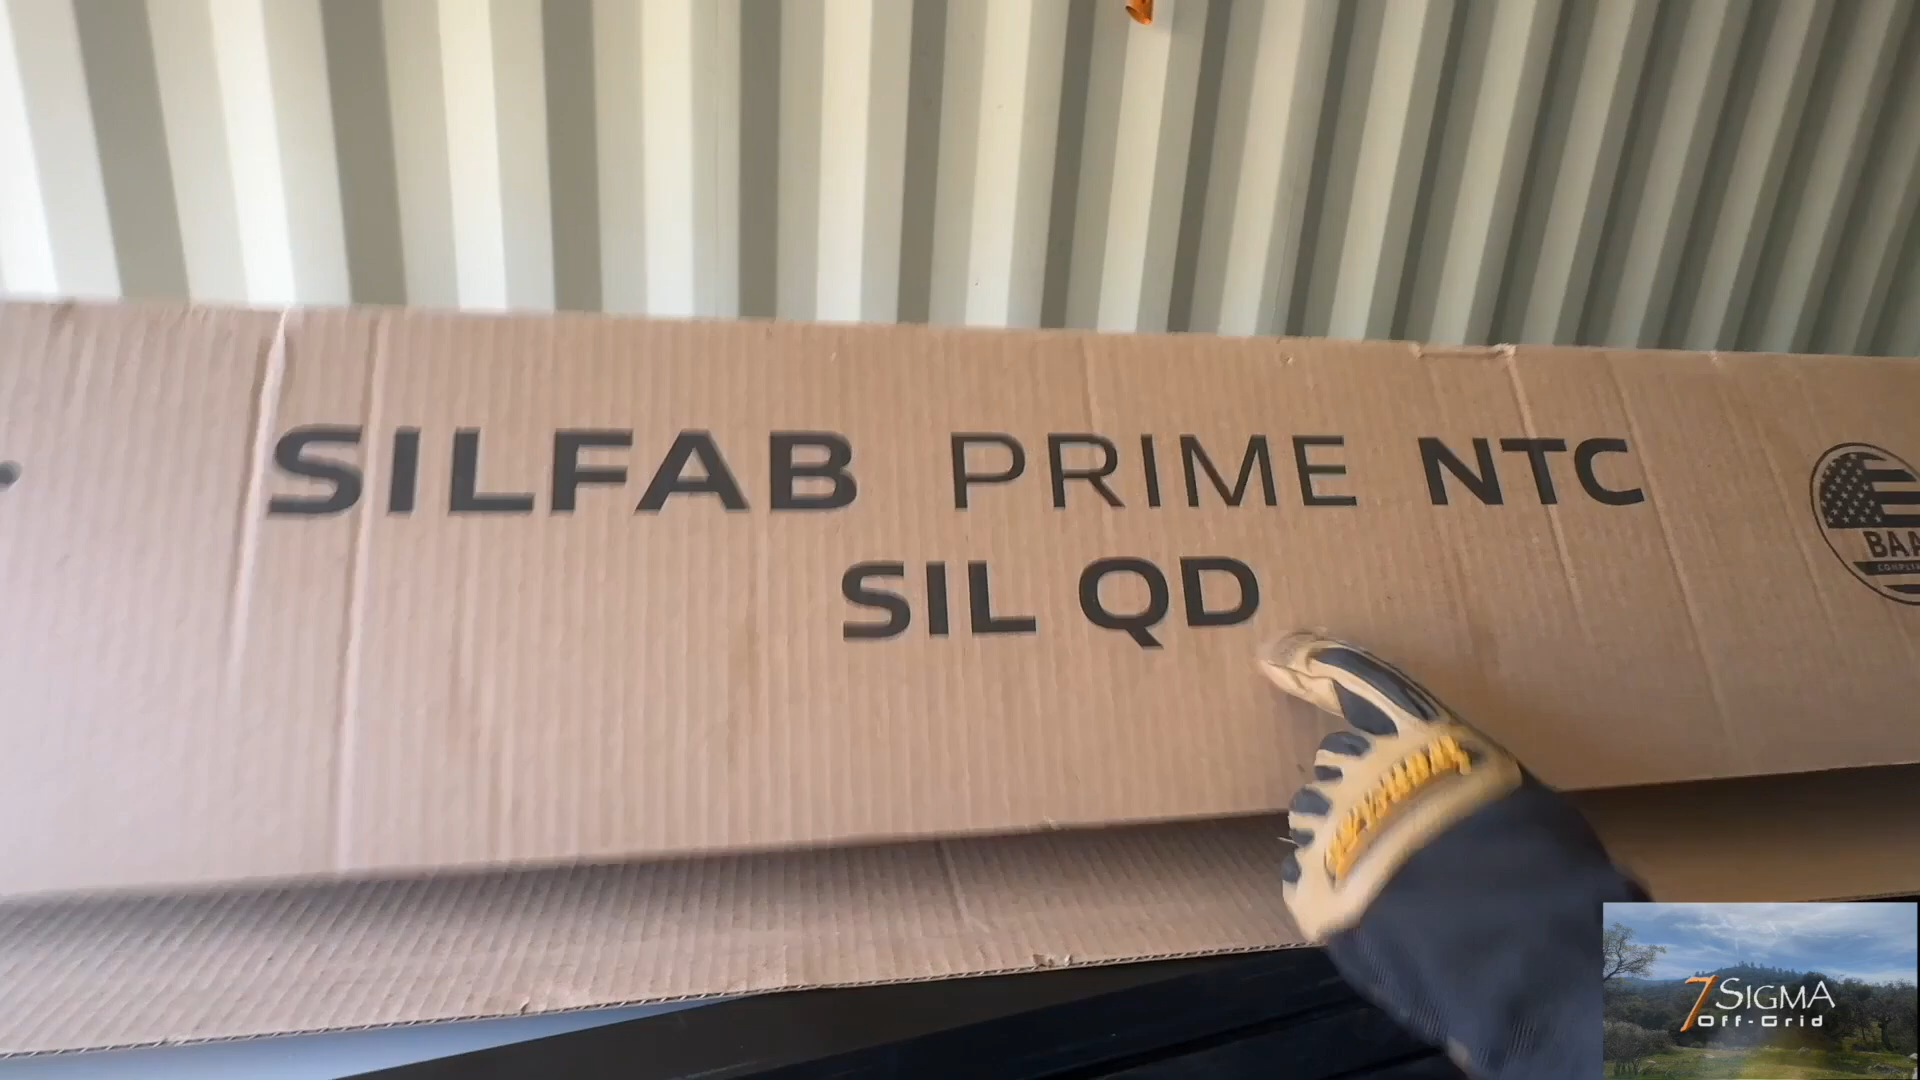 SILFAB PRIME NTC
SIL QD
BAA
7SIGMA
Off-Grid